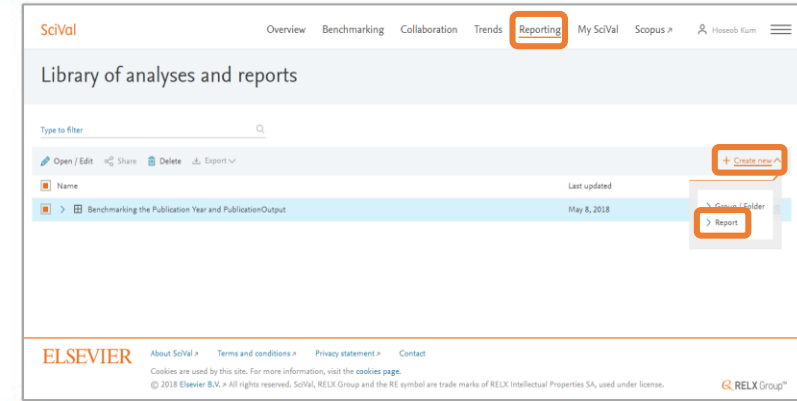 SciVal Overview Benchmarking Collaboration Trends Reporting My SciVal Scopus Hoseob Kum
Library of analyses and reports
Type to filter
Open / Edit Share Delete Export + Create new
Name Last updated
> Benchmarking the Publication Year and PublicationOutput May 8, 2018
> Group / Folder
> Report
ELSEVIER About SciVal Terms and conditions Privacy statement Contact
Cookies are used by this site. For more information, visit the cookies page.
© 2018 Elsevier B.V. All rights reserved. SciVal, RELX Group and the RE symbol are trade marks of RELX Intellectual Properties SA, used under license. RELX Group™